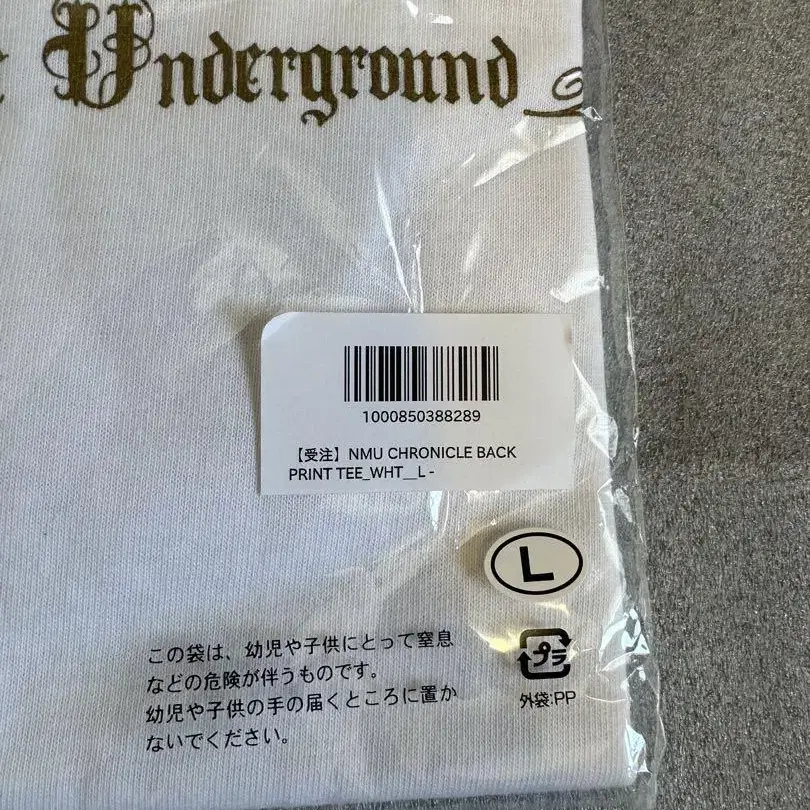 Underground
1000850388289
【受注】NMU CHRONICLE BACK
PRINT TEE_WHT__L -
L
この袋は、幼児や子供にとって窒息
などの危険が伴うものです。
幼児や子供の手の届くところに置か
ないでください。
プラ
外袋:PP